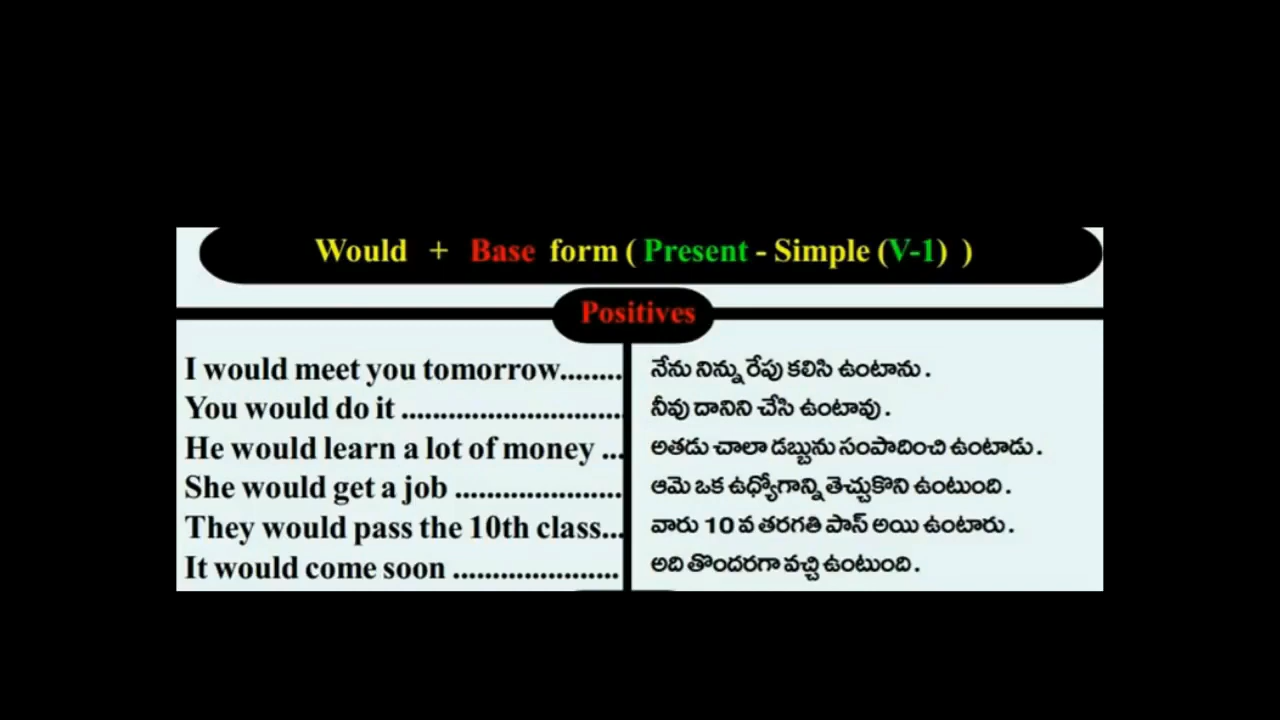 Would + Base form ( Present - Simple (V-1) )
Positives
I would meet you tomorrow........ నేను నిన్ను రేపు కలిసి ఉంటాను .
You would do it ............................ నీవు దానిని చేసి ఉంటావు .
He would learn a lot of money ... అతడు చాలా డబ్బును సంపాదించి ఉంటాడు .
She would get a job ..................... ఆమె ఒక ఉద్యోగాన్ని తెచ్చుకొని ఉంటుంది .
They would pass the 10th class... వారు 10 వ తరగతి పాస్ అయి ఉంటారు .
It would come soon ..................... అది తొందరగా వచ్చి ఉంటుంది .